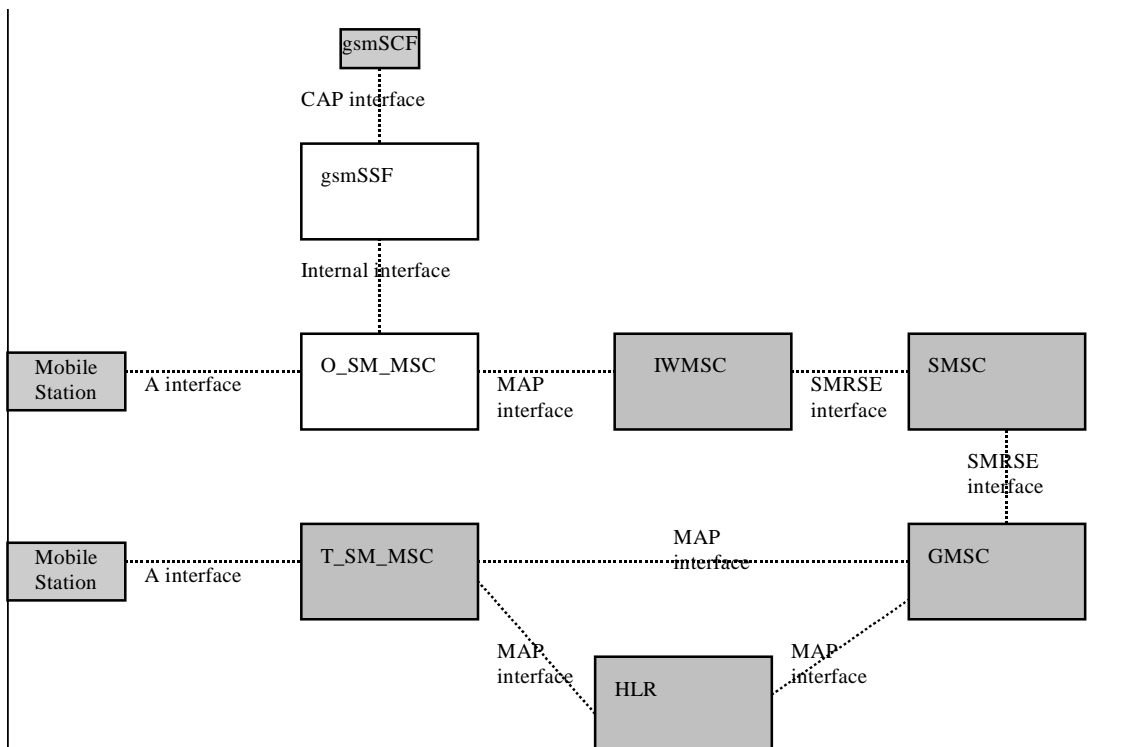 gsmSCF
CAP interface
gsmSSF
Internal interface
Mobile
Station
A interface
O_SM_MSC
MAP
interface
IWMSC
SMRSE
interface
SMSC
SMRSE
interface
Mobile
Station
A interface
T_SM_MSC
MAP
interface
GMSC
MAP
interface
HLR
MAP
interface